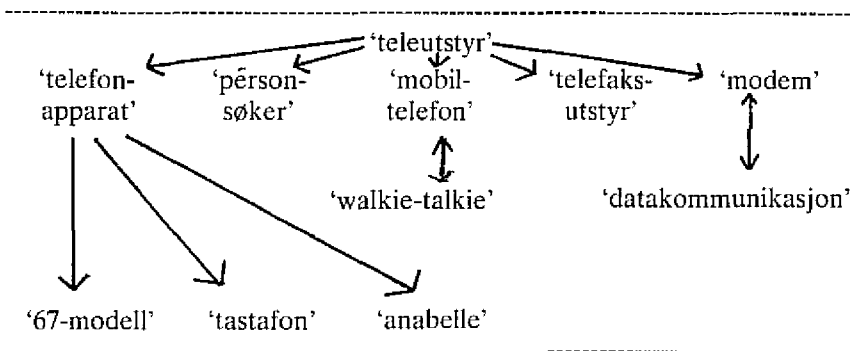 ‘teleutstyr’
‘telefon-
apparat’
‘person-
søker’
‘mobil-
telefon’
‘telefaks-
utstyr’
‘modem’
‘walkie-talkie’
‘datakommunikasjon’
‘67-modell’
‘tastafon’
‘anabelle’